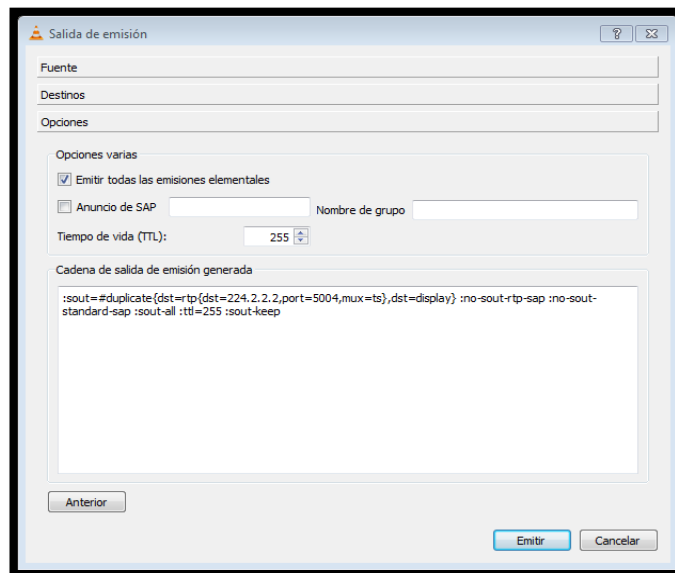 Salida de emisión
Fuente
Destinos
Opciones
Opciones varias
Emitir todas las emisiones elementales
Anuncio de SAP Nombre de grupo
Tiempo de vida (TTL): 255
Cadena de salida de emisión generada
:sout=#duplicate{dst=rtp{dst=224.2.2.2,port=5004,mux=ts},dst=display} :no-sout-rtp-sap :no-sout-
standard-sap :sout-all :ttl=255 :sout-keep
Anterior
Emitir Cancelar